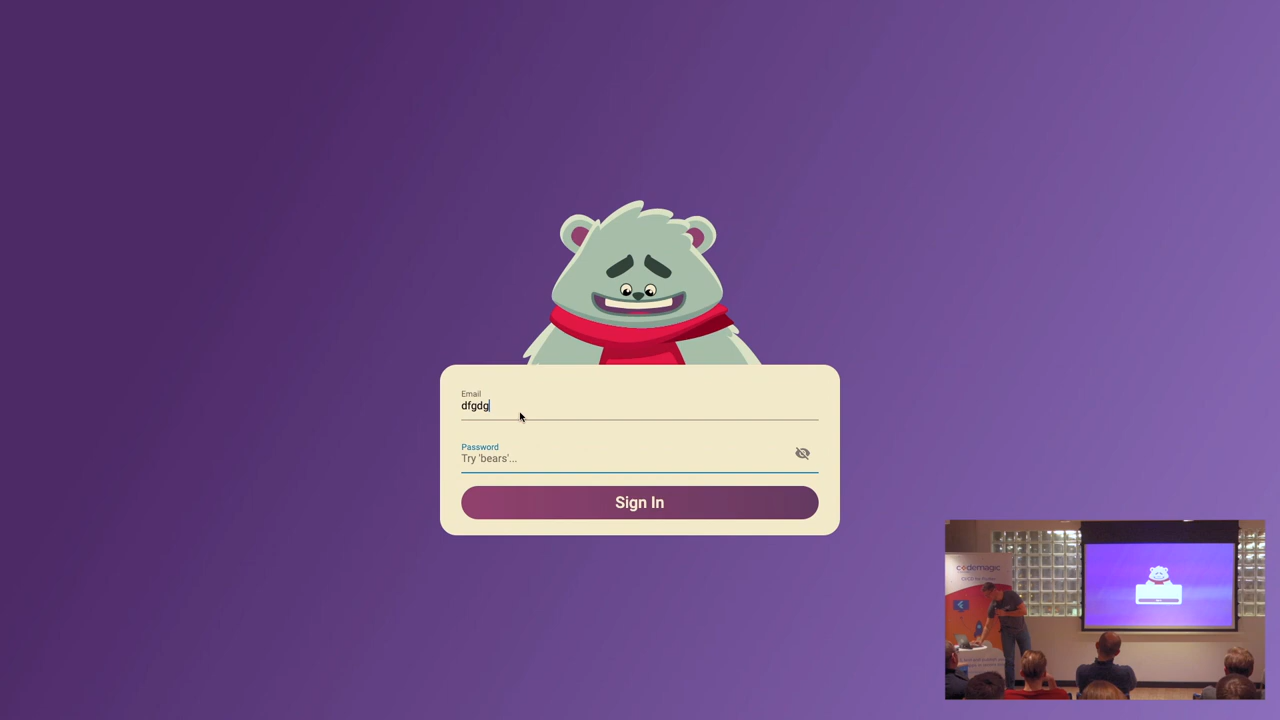 Email
dfgdg
Password
Try 'bears'...
Sign In
codemagic